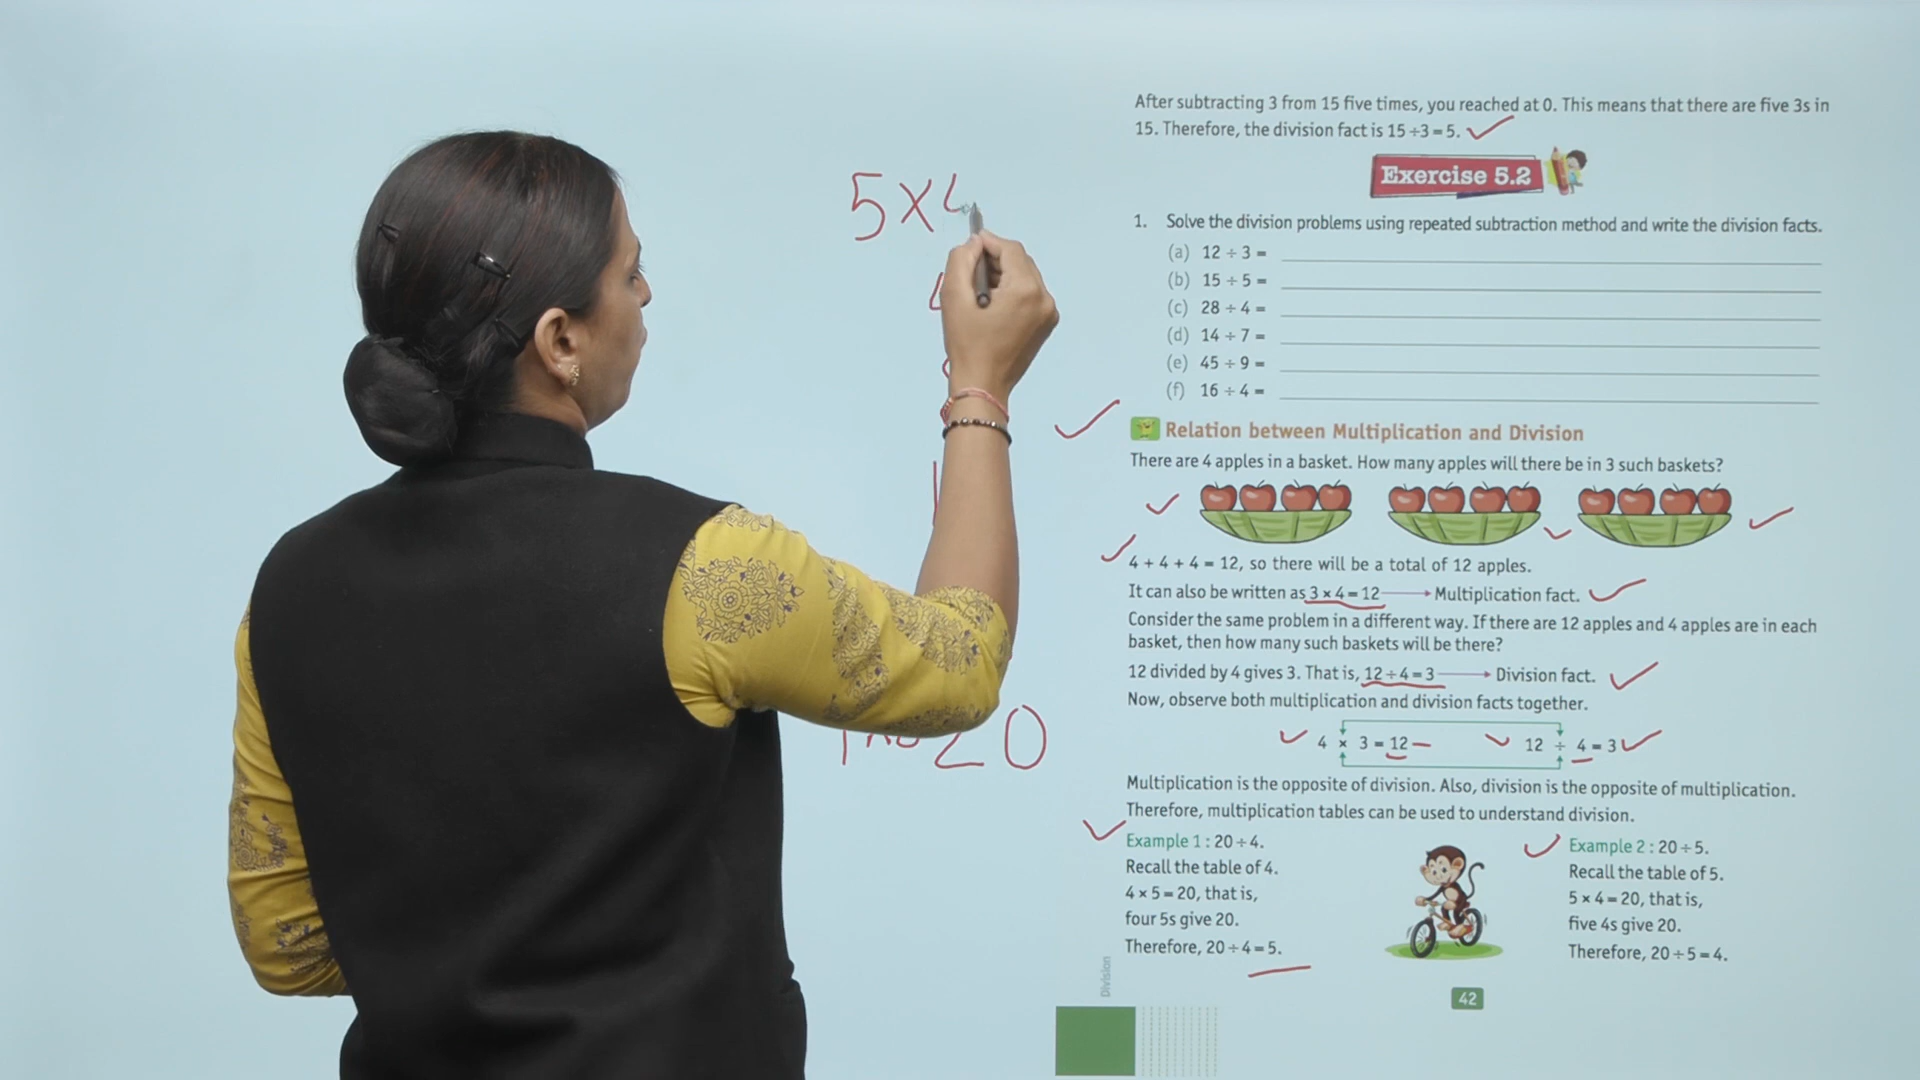 5×4
20
After subtracting 3 from 15 five times, you reached at 0. This means that there are five 3s in
15. Therefore, the division fact is 15 ÷3 = 5.
Exercise 5.2
1. Solve the division problems using repeated subtraction method and write the division facts.
(a) 12 ÷ 3 =
(b) 15 ÷ 5 =
(c) 28 ÷ 4 =
(d) 14 ÷ 7 =
(e) 45 ÷ 9 =
(f) 16 ÷ 4 =
Relation between Multiplication and Division
There are 4 apples in a basket. How many apples will there be in 3 such baskets?
4 + 4 + 4 = 12, so there will be a total of 12 apples.
It can also be written as 3 × 4 = 12 → Multiplication fact.
Consider the same problem in a different way. If there are 12 apples and 4 apples are in each
basket, then how many such baskets will be there?
12 divided by 4 gives 3. That is, 12 ÷ 4 = 3 → Division fact.
Now, observe both multiplication and division facts together.
4 × 3 = 12 12 ÷ 4 = 3
Multiplication is the opposite of division. Also, division is the opposite of multiplication.
Therefore, multiplication tables can be used to understand division.
Example 1 : 20 ÷ 4.
Recall the table of 4.
4 × 5 = 20, that is,
four 5s give 20.
Therefore, 20 ÷ 4 = 5.
Example 2 : 20 ÷ 5.
Recall the table of 5.
5 × 4 = 20, that is,
five 4s give 20.
Therefore, 20 ÷ 5 = 4.
Division
42